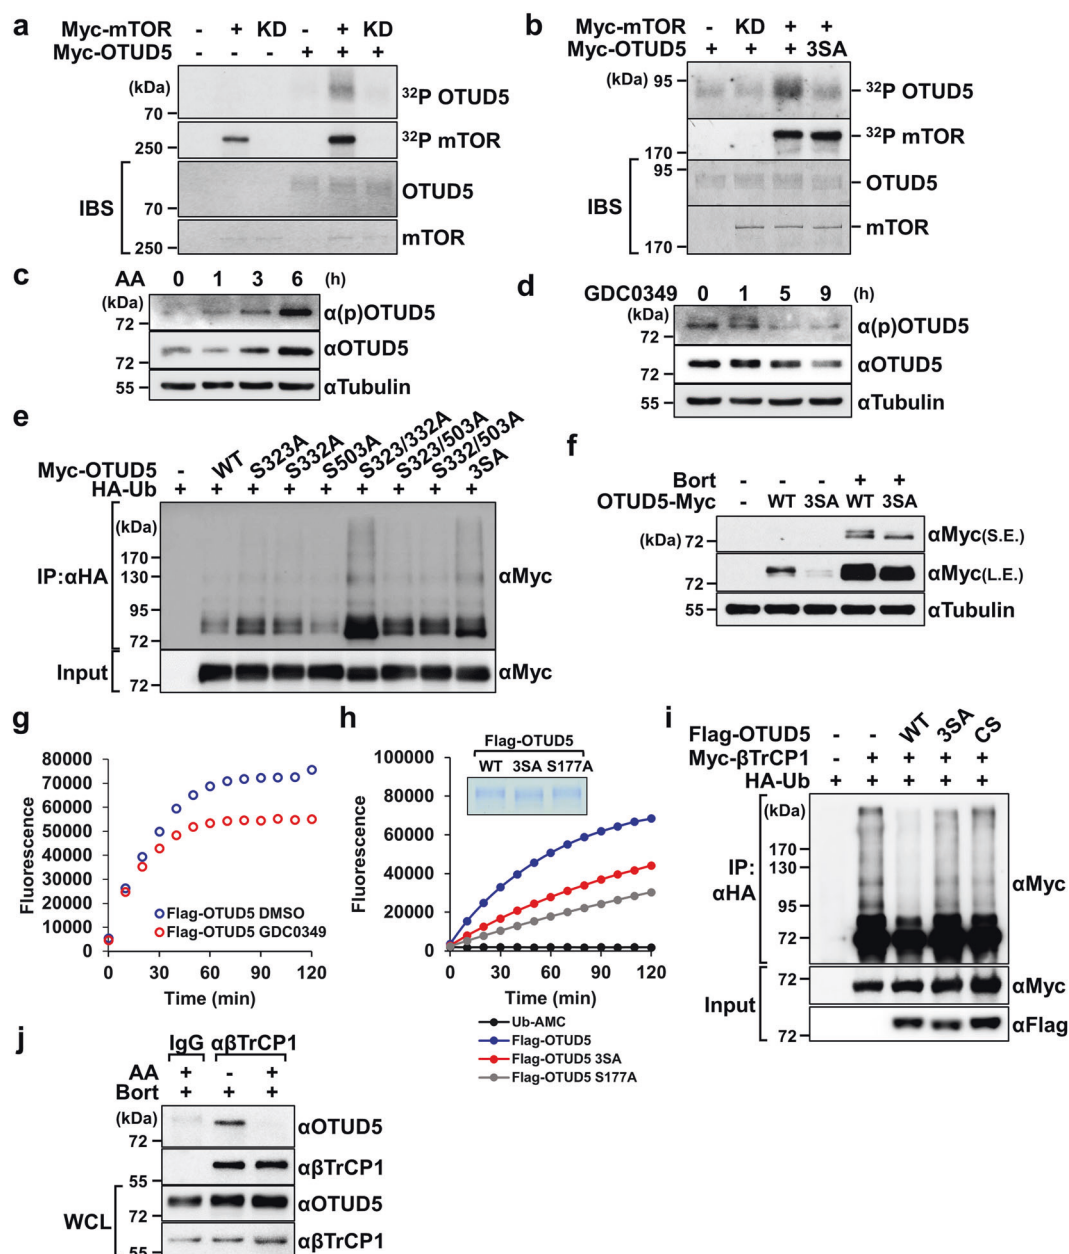 a
Myc-mTOR - + KD - + KD
Myc-OTUD5 - - - + + +
(kDa)
³²P OTUD5
70
³²P mTOR
250
IBS
OTUD5
70
mTOR
250
b
Myc-mTOR - KD + +
Myc-OTUD5 + + + 3SA
(kDa) 95
³²P OTUD5
³²P mTOR
170
95
IBS
OTUD5
mTOR
170
c
AA 0 1 3 6 (h)
(kDa)
α(p)OTUD5
72
αOTUD5
72
55
αTubulin
d
GDC0349 0 1 5 9 (h)
(kDa)
α(p)OTUD5
72
αOTUD5
72
55
αTubulin
e
Myc-OTUD5 - WT S323A S332A S503A S323/332A S323/503A S332/503A 3SA
HA-Ub + + + + + + + + +
(kDa)
170
IP:αHA
130
αMyc
95
72
Input
αMyc
72
f
Bort - - - + +
OTUD5-Myc - WT 3SA WT 3SA
(kDa) 72
αMyc(S.E.)
αMyc(L.E.)
72
55
αTubulin
g
80000
70000
60000
50000
40000
30000
20000
10000
0
Fluorescence
Flag-OTUD5 DMSO
Flag-OTUD5 GDC0349
0 30 60 90 120
Time (min)
h
100000
80000
60000
40000
20000
0
Fluorescence
Flag-OTUD5
WT 3SA S177A
0 30 60 90 120
Time (min)
Ub-AMC
Flag-OTUD5
Flag-OTUD5 3SA
Flag-OTUD5 S177A
i
Flag-OTUD5 - - WT 3SA CS
Myc-βTrCP1 - + + + +
HA-Ub + + + + +
(kDa)
170
130
IP:
αHA
αMyc
95
72
Input
72
αMyc
αFlag
72
j
IgG αβTrCP1
AA + - +
Bort + + +
(kDa)
αOTUD5
72
αβTrCP1
55
WCL
αOTUD5
72
αβTrCP1
55